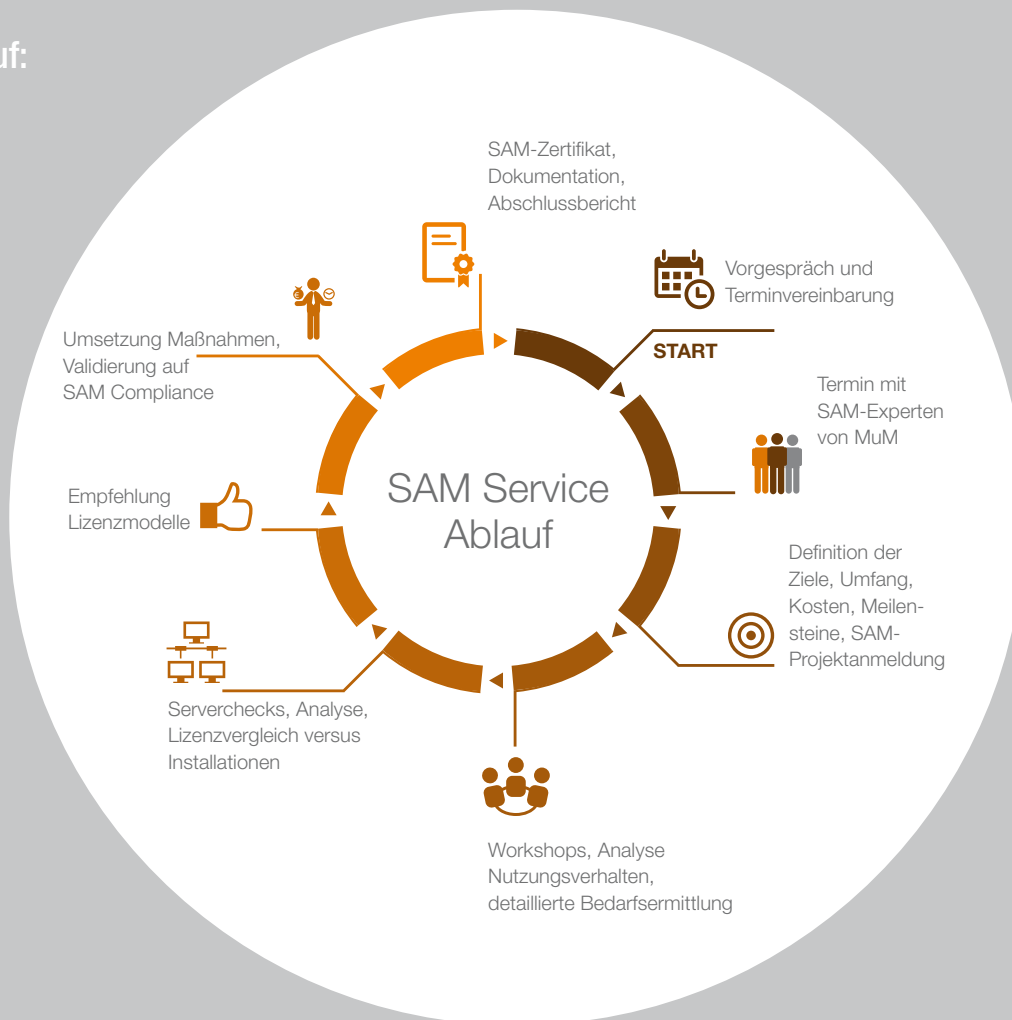 uf:
SAM-Zertifikat,
Dokumentation,
Abschlussbericht
Vorgespräch und
Terminvereinbarung
START
Termin mit
SAM-Experten
von MuM
Definition der
Ziele, Umfang,
Kosten, Meilen-
steine, SAM-
Projektanmeldung
Workshops, Analyse
Nutzungsverhalten,
detaillierte Bedarfsermittlung
Serverchecks, Analyse,
Lizenzvergleich versus
Installationen
Empfehlung
Lizenzmodelle
Umsetzung Maßnahmen,
Validierung auf
SAM Compliance
SAM Service
Ablauf